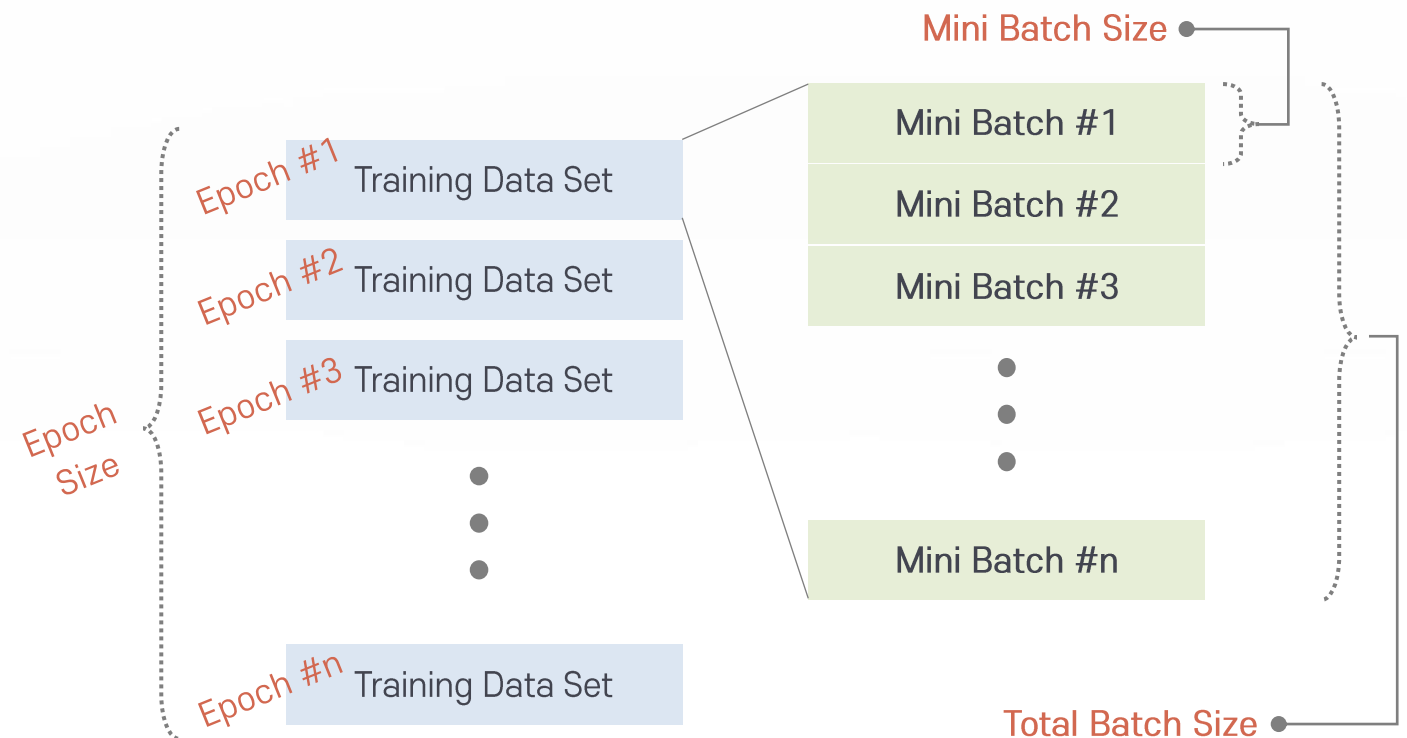 Mini Batch Size
Epoch #1
Training Data Set
Epoch #2
Training Data Set
Epoch #3
Training Data Set
Epoch
Size
Epoch #n
Training Data Set
Mini Batch #1
Mini Batch #2
Mini Batch #3
Mini Batch #n
Total Batch Size